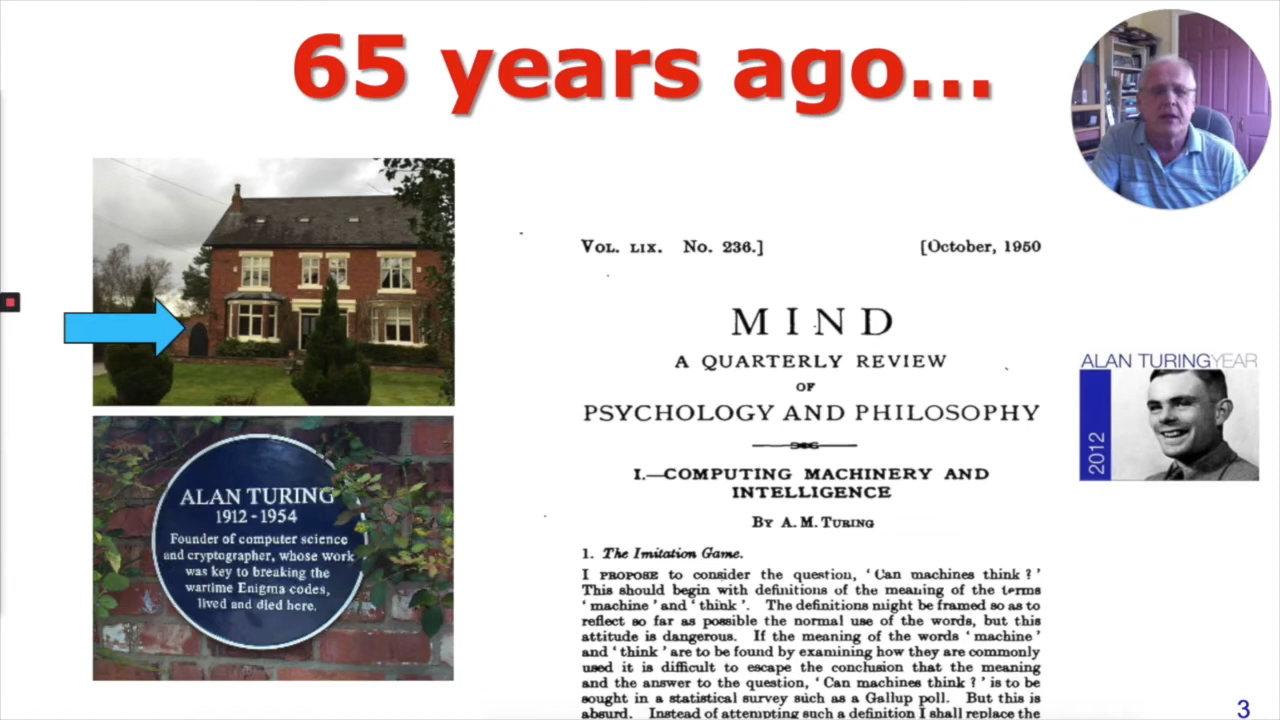 65 years ago...
VOL. LIX. No. 236.]
[October, 1950
MIND
A QUARTERLY REVIEW
OF
PSYCHOLOGY AND PHILOSOPHY
I.—COMPUTING MACHINERY AND
INTELLIGENCE
BY A. M. TURING
1. The Imitation Game.
I PROPOSE to consider the question, ‘Can machines think?’
This should begin with definitions of the meaning of the terms
‘machine’ and ‘think’. The definitions might be framed so as to
reflect so far as possible the normal use of the words, but this
attitude is dangerous. If the meaning of the words ‘machine’
and ‘think’ are to be found by examining how they are commonly
used it is difficult to escape the conclusion that the meaning
and the answer to the question, ‘Can machines think?’ is to be
sought in a statistical survey such as a Gallup poll. But this is
absurd. Instead of attempting such a definition I shall replace the
ALAN TURING
1912 - 1954
Founder of computer science
and cryptographer, whose work
was key to breaking the
wartime Enigma codes,
lived and died here.
ALAN TURINGYEAR
2012
3